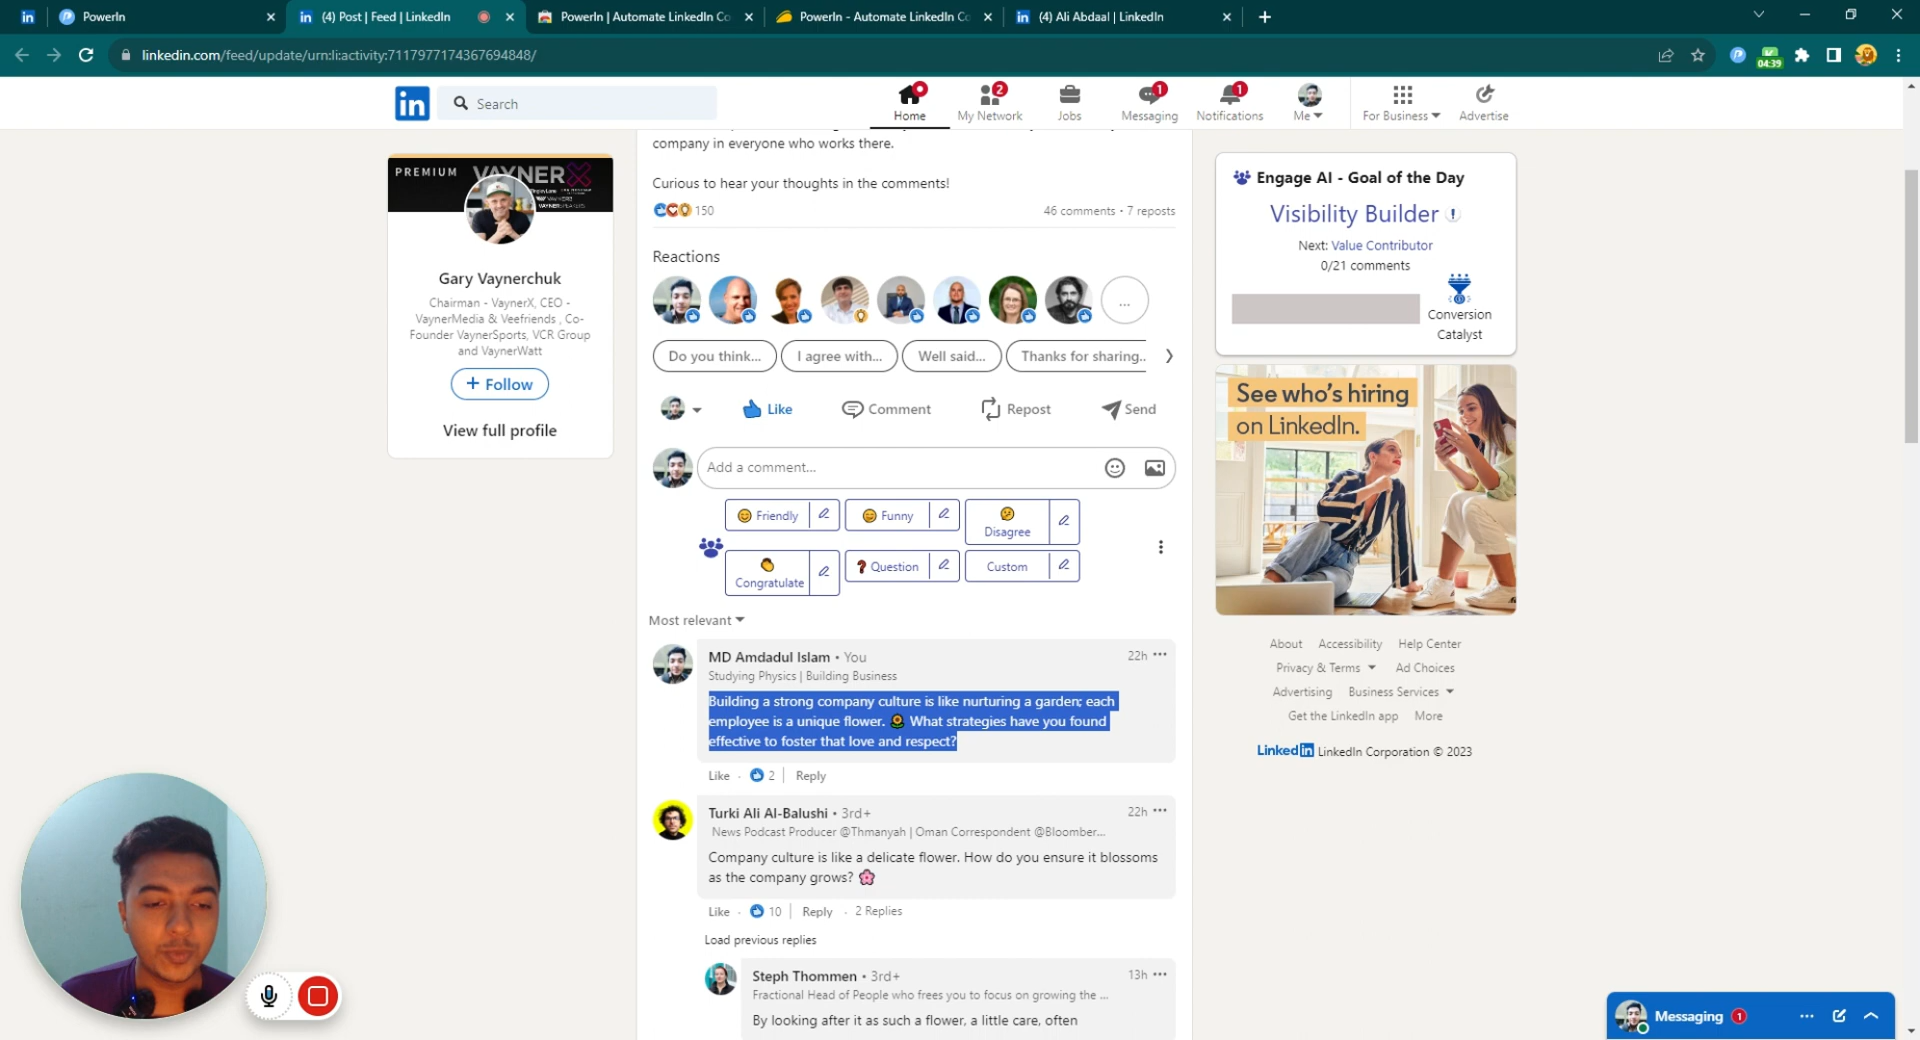 PowerIn
(4) Post | Feed | LinkedIn
PowerIn | Automate LinkedIn Co
PowerIn - Automate LinkedIn Co
(4) Ali Abdaal | LinkedIn
linkedin.com/feed/update/urn:li:activity:7117977174367694848/
04:39
in
Search
Home
2
My Network
Jobs
1
Messaging
1
Notifications
Me
For Business
Advertise
PREMIUM
VAYNERX
Gary Vaynerchuk
Chairman - VaynerX, CEO -
VaynerMedia & Veefriends , Co-
Founder VaynerSports, VCR Group
and VaynerWatt
+ Follow
View full profile
company in everyone who works there.
Curious to hear your thoughts in the comments!
150
46 comments • 7 reposts
Reactions
...
Do you think...
I agree with...
Well said...
Thanks for sharing..
Like
Comment
Repost
Send
Add a comment...
Friendly
Funny
Disagree
Congratulate
Question
Custom
Most relevant
MD Amdadul Islam • You
22h
Studying Physics | Building Business
Building a strong company culture is like nurturing a garden; each
employee is a unique flower. 🌻 What strategies have you found
effective to foster that love and respect?
Like · 2 | Reply
Turki Ali Al-Balushi • 3rd+
22h
News Podcast Producer @Thmanyah | Oman Correspondent @Bloomber...
Company culture is like a delicate flower. How do you ensure it blossoms
as the company grows? 🌸
Like · 10 | Reply · 2 Replies
Load previous replies
Steph Thommen • 3rd+
13h
Fractional Head of People who frees you to focus on growing the ...
By looking after it as such a flower, a little care, often
Engage AI - Goal of the Day
Visibility Builder
Next: Value Contributor
0/21 comments
Conversion
Catalyst
See who's hiring
on LinkedIn.
About
Accessibility
Help Center
Privacy & Terms
Ad Choices
Advertising
Business Services
Get the LinkedIn app
More
LinkedIn LinkedIn Corporation © 2023
Messaging
1